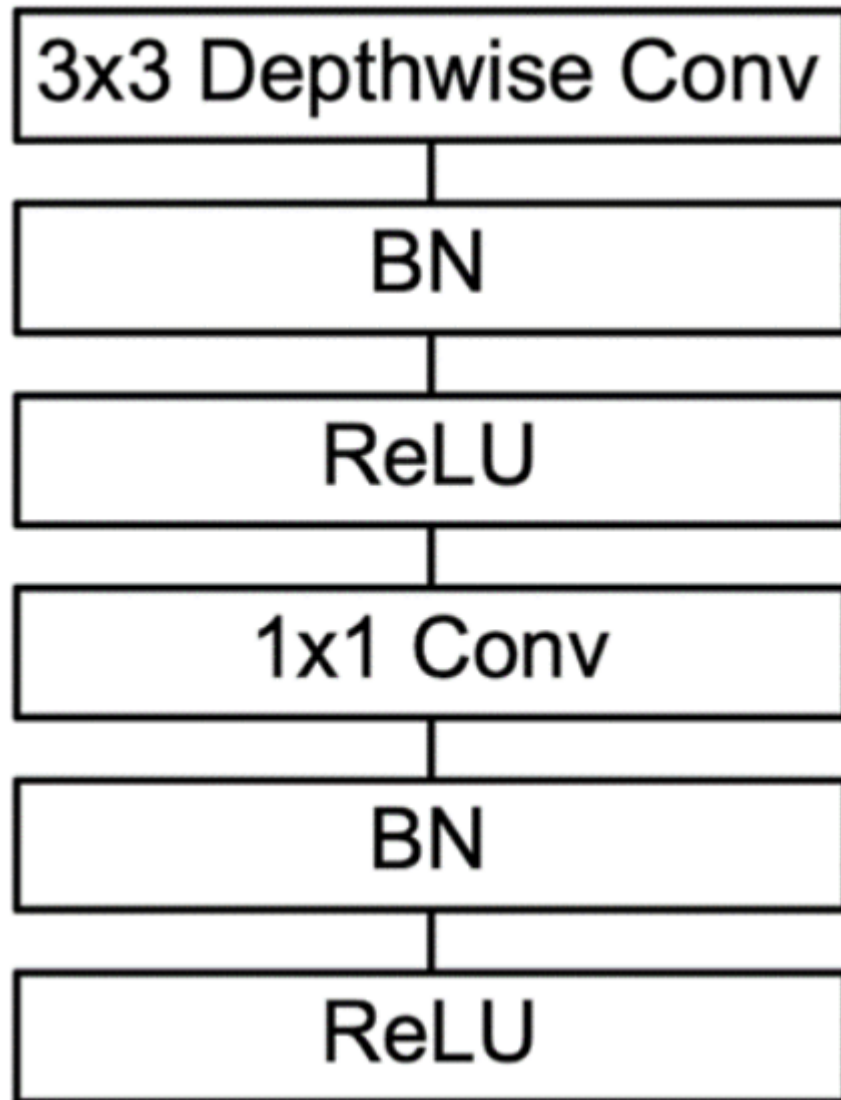 3x3 Depthwise Conv
BN
ReLU
1x1 Conv
BN
ReLU